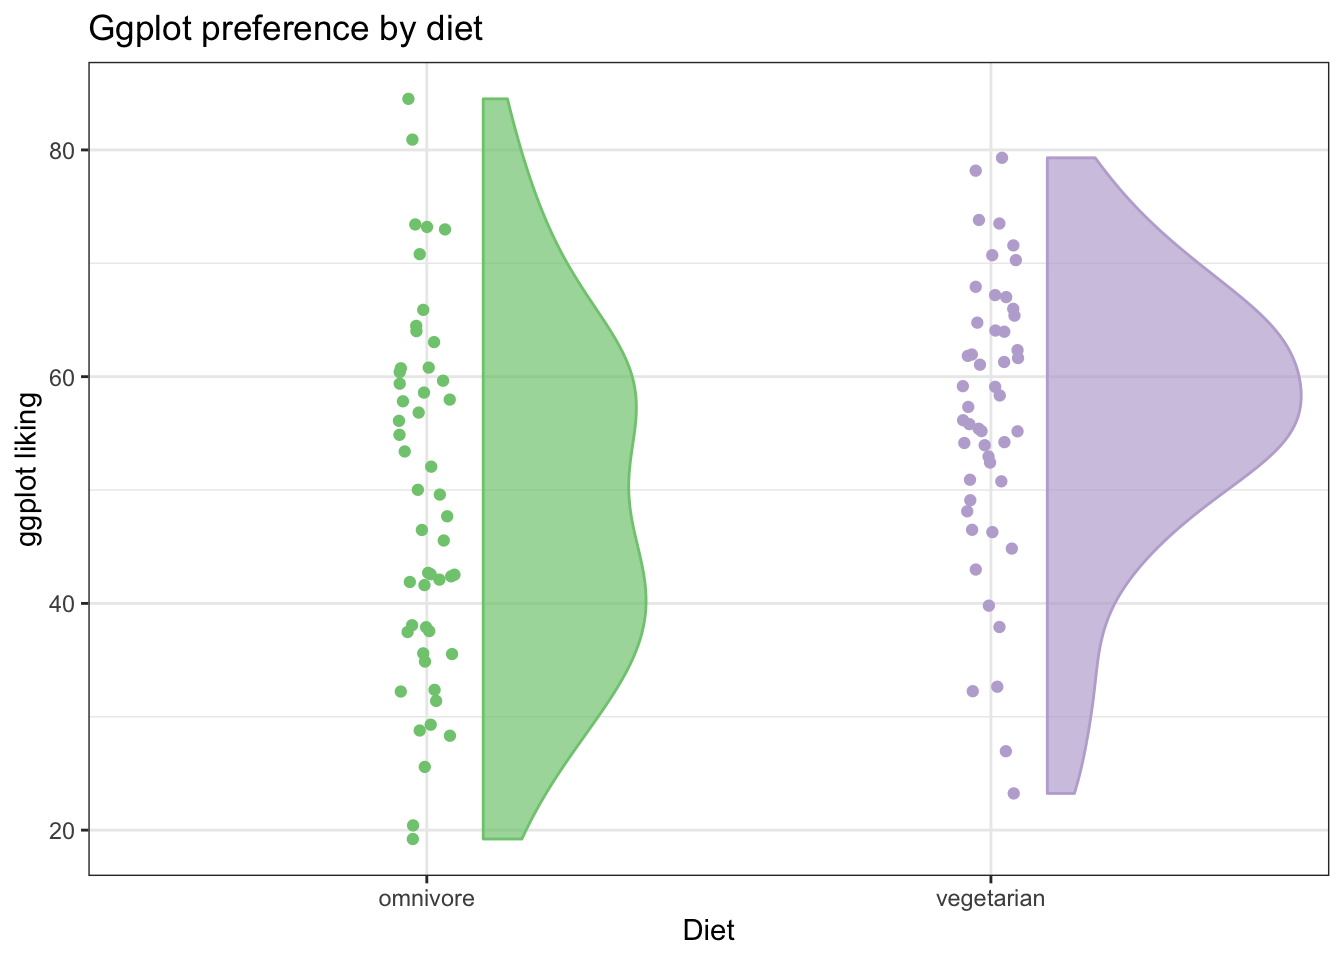 Ggplot preference by diet
80
60
40
20
ggplot liking
omnivore
vegetarian
Diet